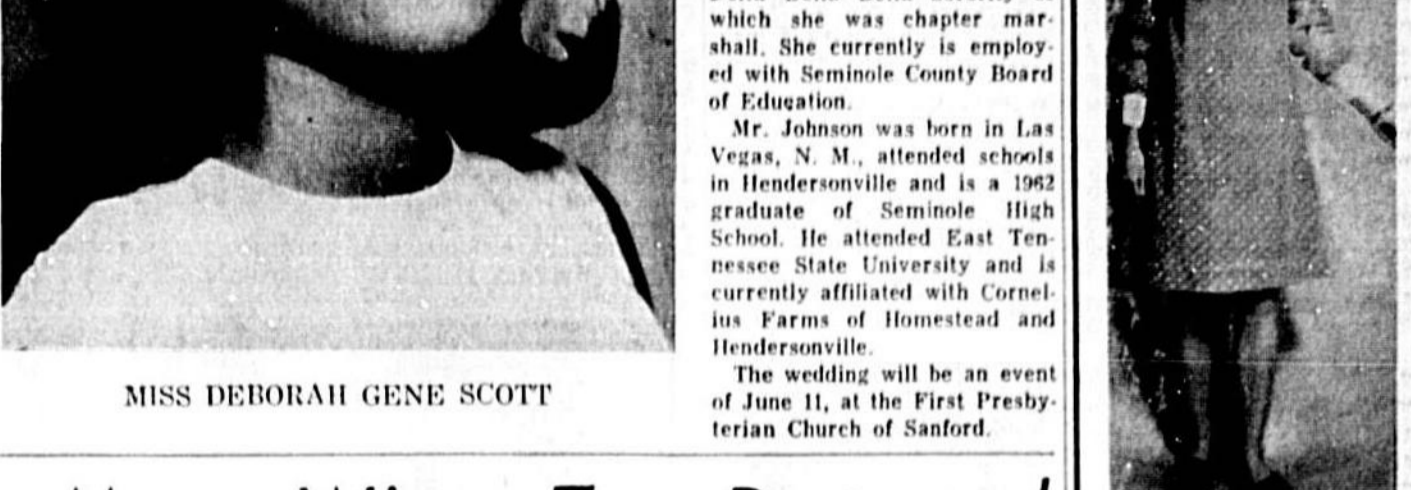 which she was chapter mar-
shall. She currently is employ-
ed with Seminole County Board
of Education.
Mr. Johnson was born in Las
Vegas, N. M., attended schools
in Hendersonville and is a 1962
graduate of Seminole High
School. He attended East Ten-
nessee State University and is
currently affiliated with Cornel-
ius Farms of Homestead and
Hendersonville.
The wedding will be an event
of June 11, at the First Presby-
terian Church of Sanford.
MISS DEBORAH GENE SCOTT